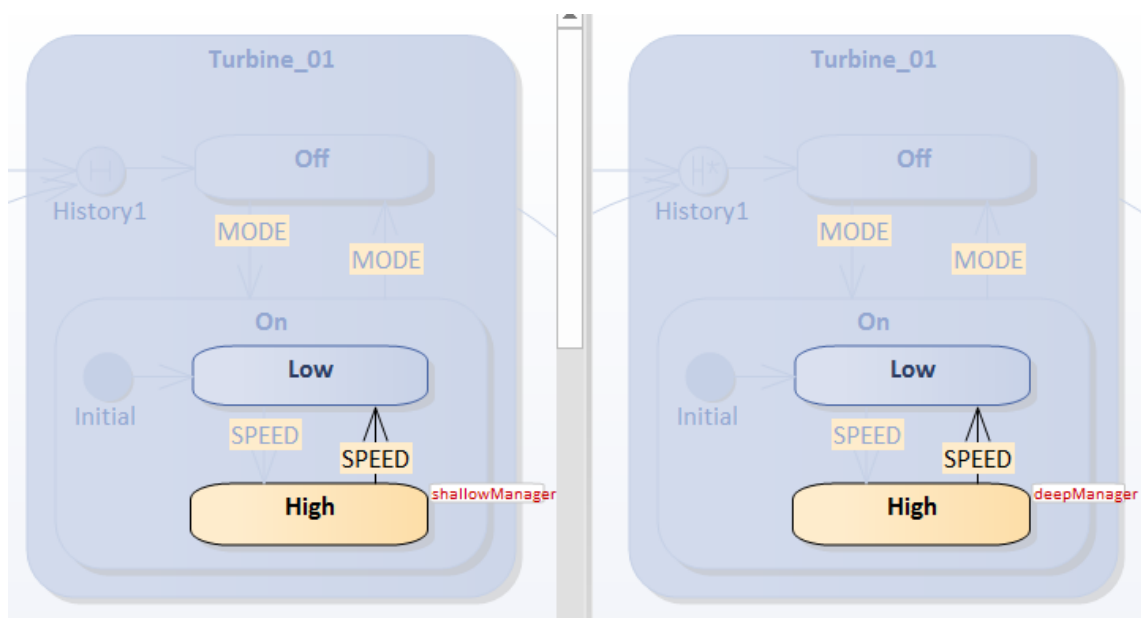 Turbine_01
H
Off
History1
MODE
MODE
On
Low
Initial
SPEED
SPEED
High
shallowManager
Turbine_01
H*
Off
History1
MODE
MODE
On
Low
Initial
SPEED
SPEED
High
deepManager